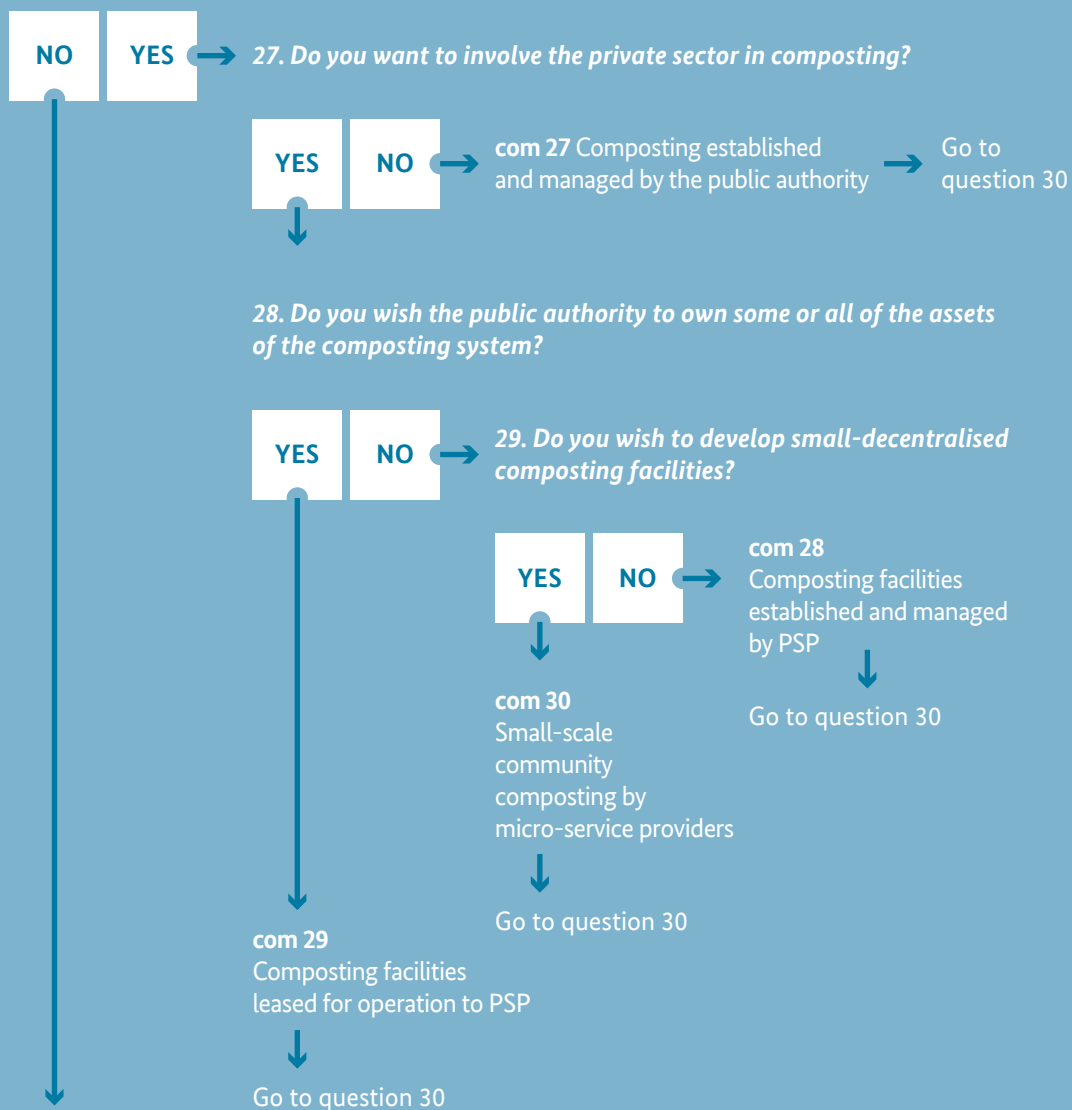 NO YES 27. Do you want to involve the private sector in composting?
YES NO com 27 Composting established
and managed by the public authority
Go to
question 30
28. Do you wish the public authority to own some or all of the assets
of the composting system?
YES NO 29. Do you wish to develop small-decentralised
composting facilities?
YES NO
com 28
Composting facilities
established and managed
by PSP
Go to question 30
com 30
Small-scale
community
composting by
micro-service providers
Go to question 30
com 29
Composting facilities
leased for operation to PSP
Go to question 30